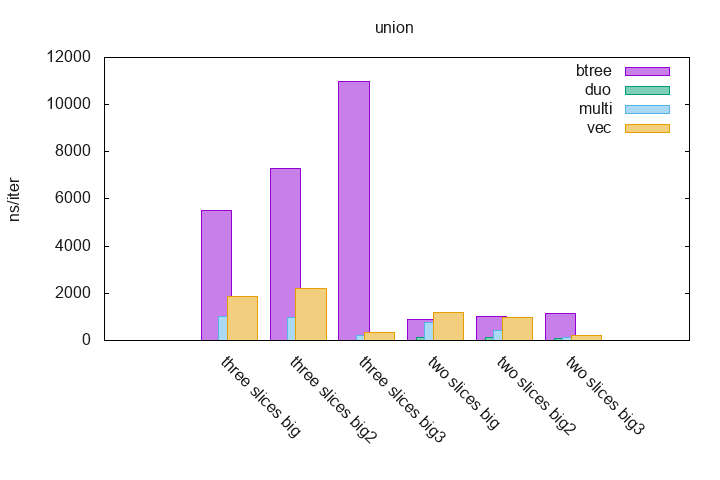 union
12000
10000
8000
6000
4000
2000
0
ns/iter
btree
duo
multi
vec
three slices big
three slices big2
three slices big3
two slices big
two slices big2
two slices big3